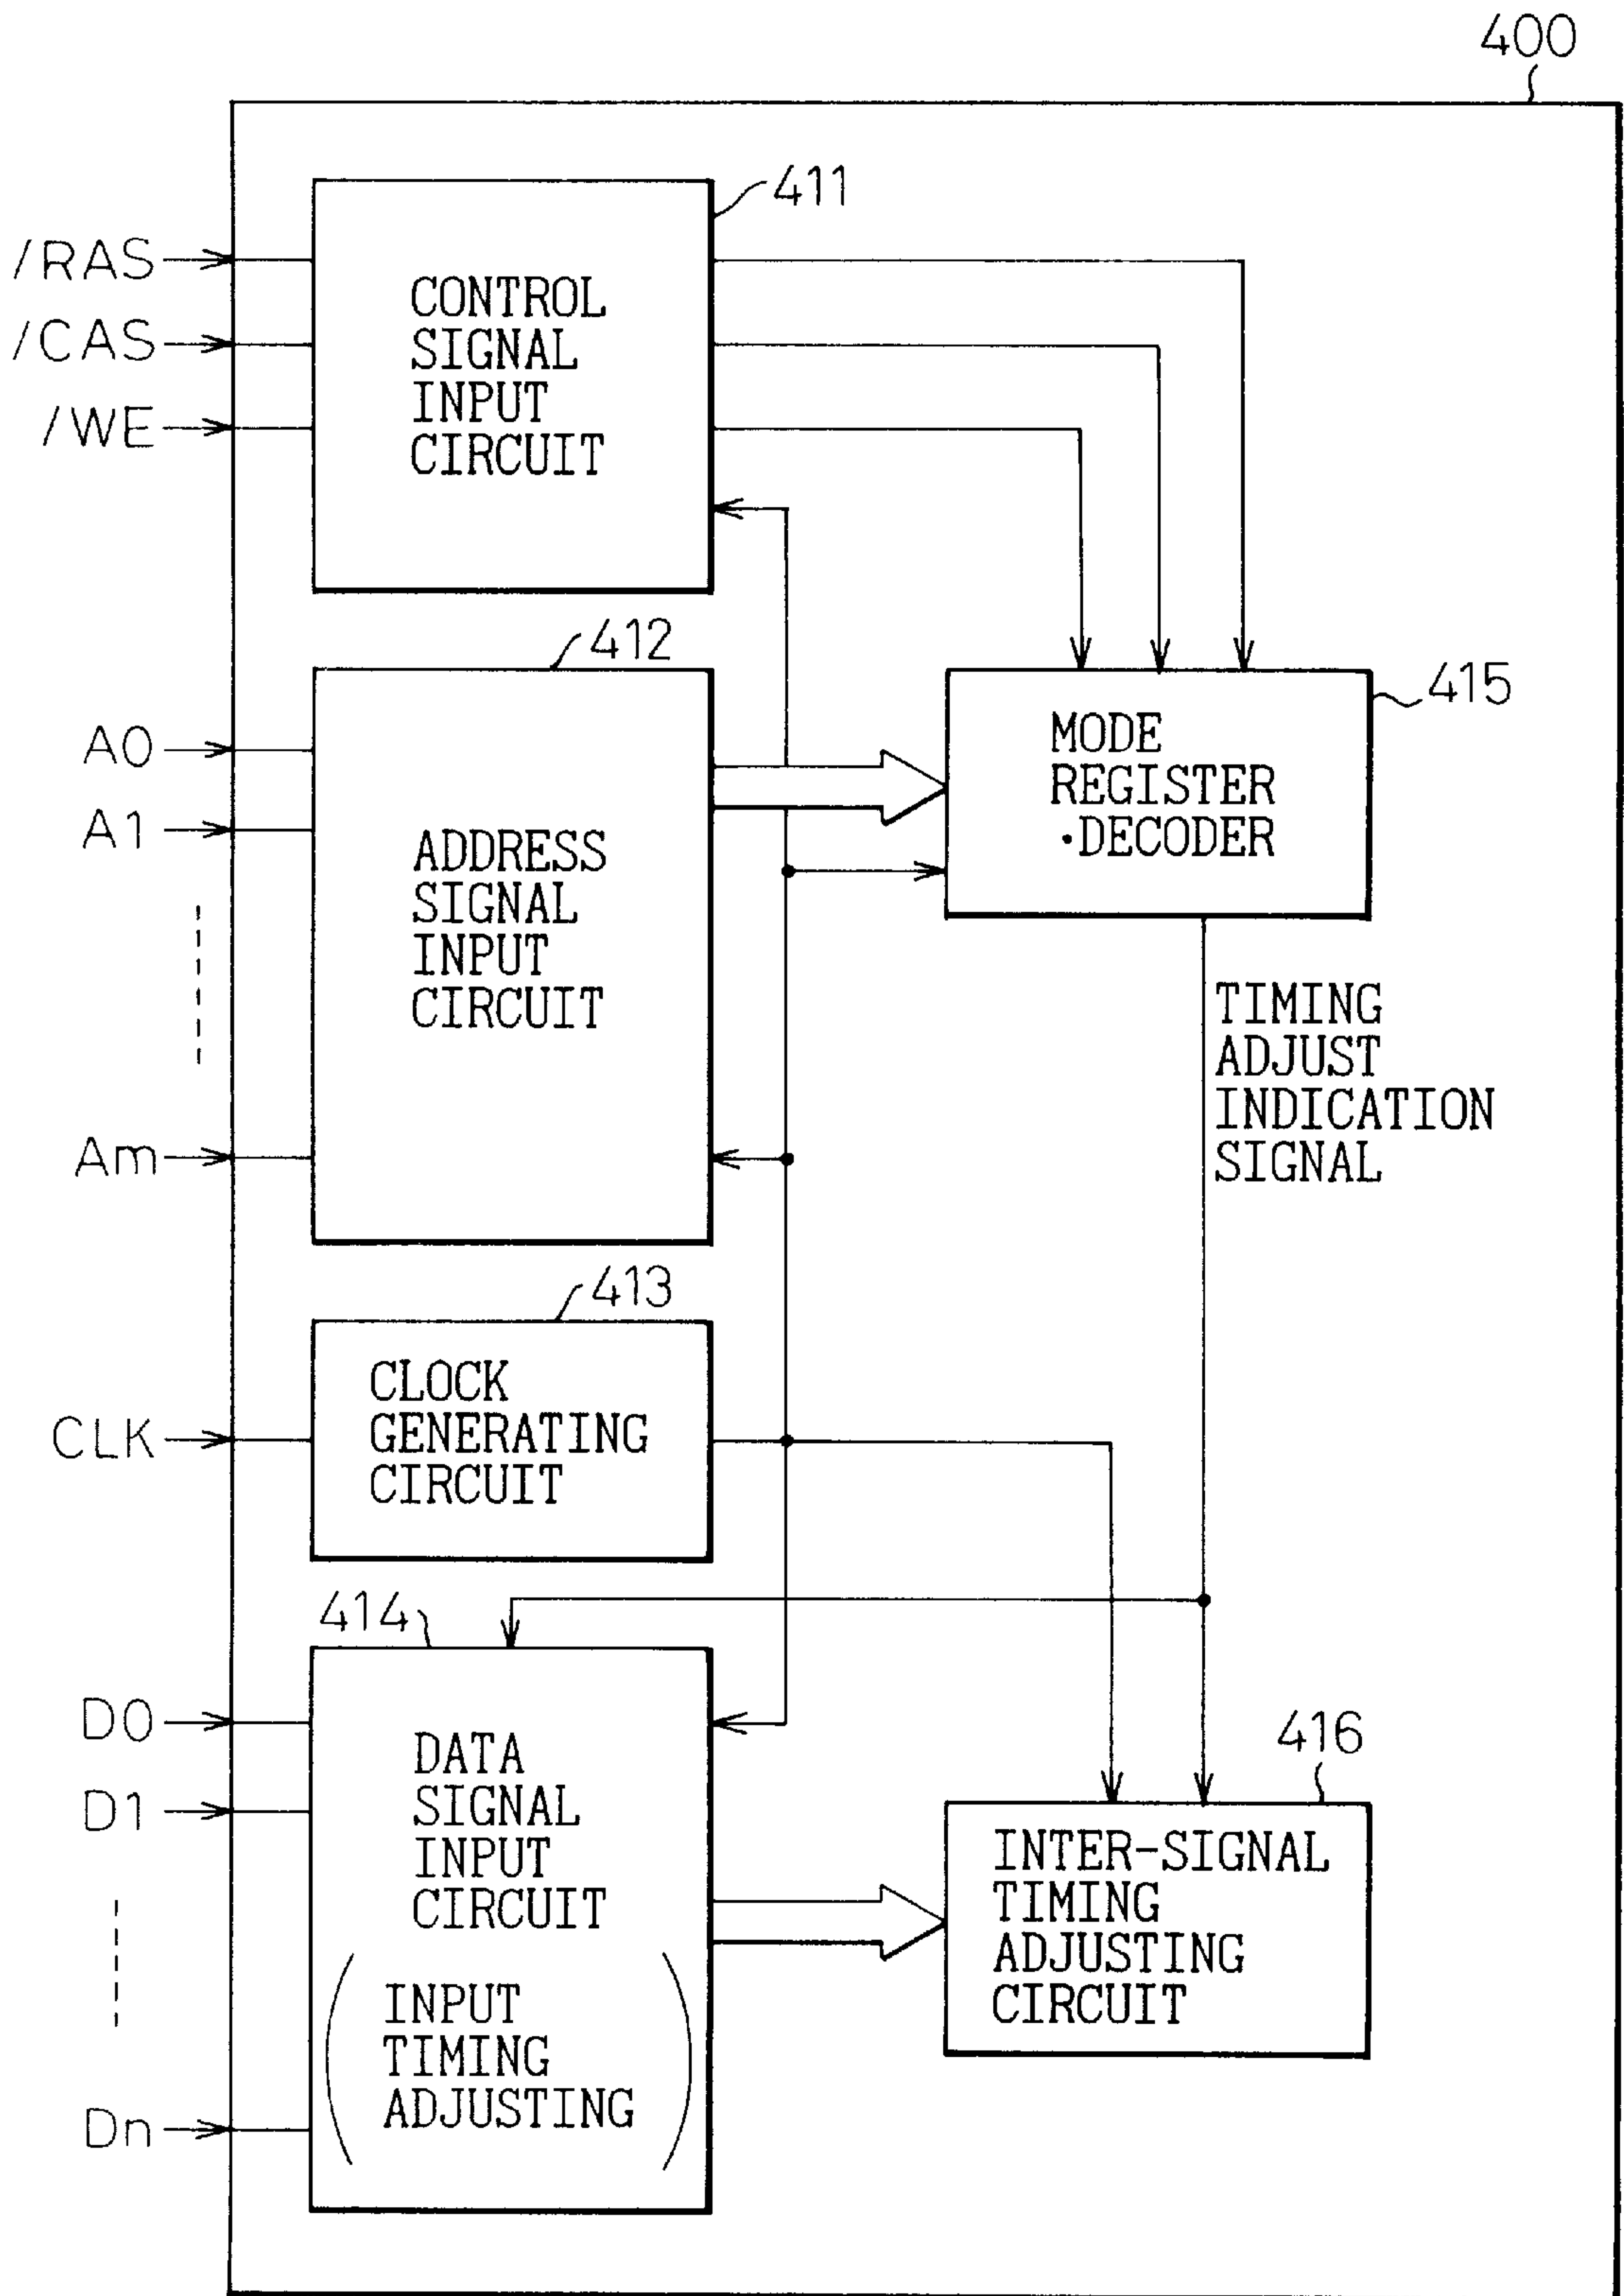 400
411
/RAS
/CAS
/WE
CONTROL
SIGNAL
INPUT
CIRCUIT
412
415
A0
A1
Am
ADDRESS
SIGNAL
INPUT
CIRCUIT
MODE
REGISTER
·DECODER
TIMING
ADJUST
INDICATION
SIGNAL
413
CLK
CLOCK
GENERATING
CIRCUIT
414
D0
D1
Dn
DATA
SIGNAL
INPUT
CIRCUIT
INPUT
TIMING
ADJUSTING
416
INTER-SIGNAL
TIMING
ADJUSTING
CIRCUIT